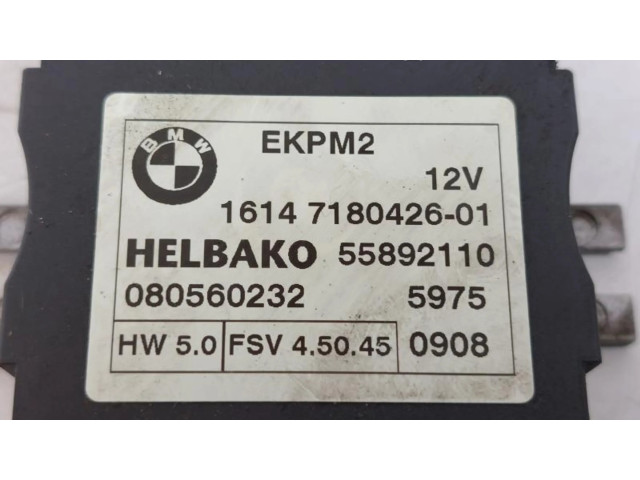 BMW
EKPM2
12V
1614 7180426-01
HELBAKO 55892110
080560232 5975
HW 5.0 FSV 4.50.45 0908